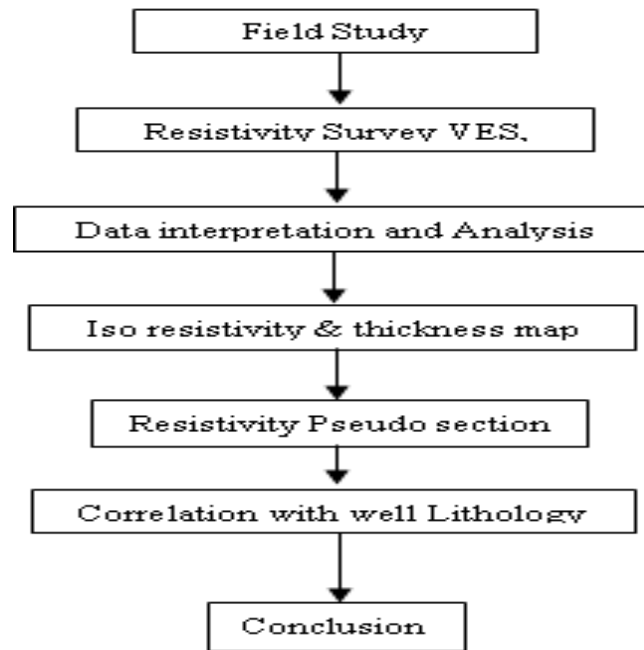 Field Study
Resistivity Survey VES.
Data interpretation and Analysis
Iso resistivity & thickness map
Resistivity Pseudo section
Correlation with well Lithology
Conclusion